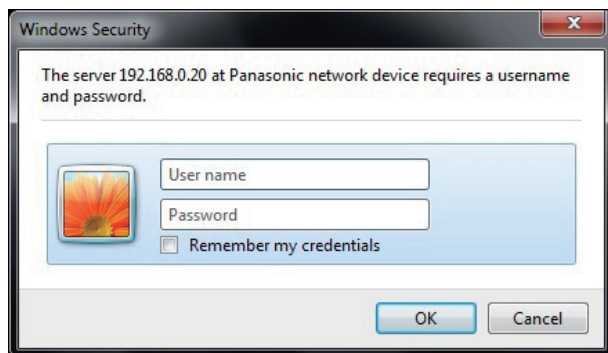 Windows Security
The server 192.168.0.20 at Panasonic network device requires a username
and password.
User name
Password
Remember my credentials
OK
Cancel